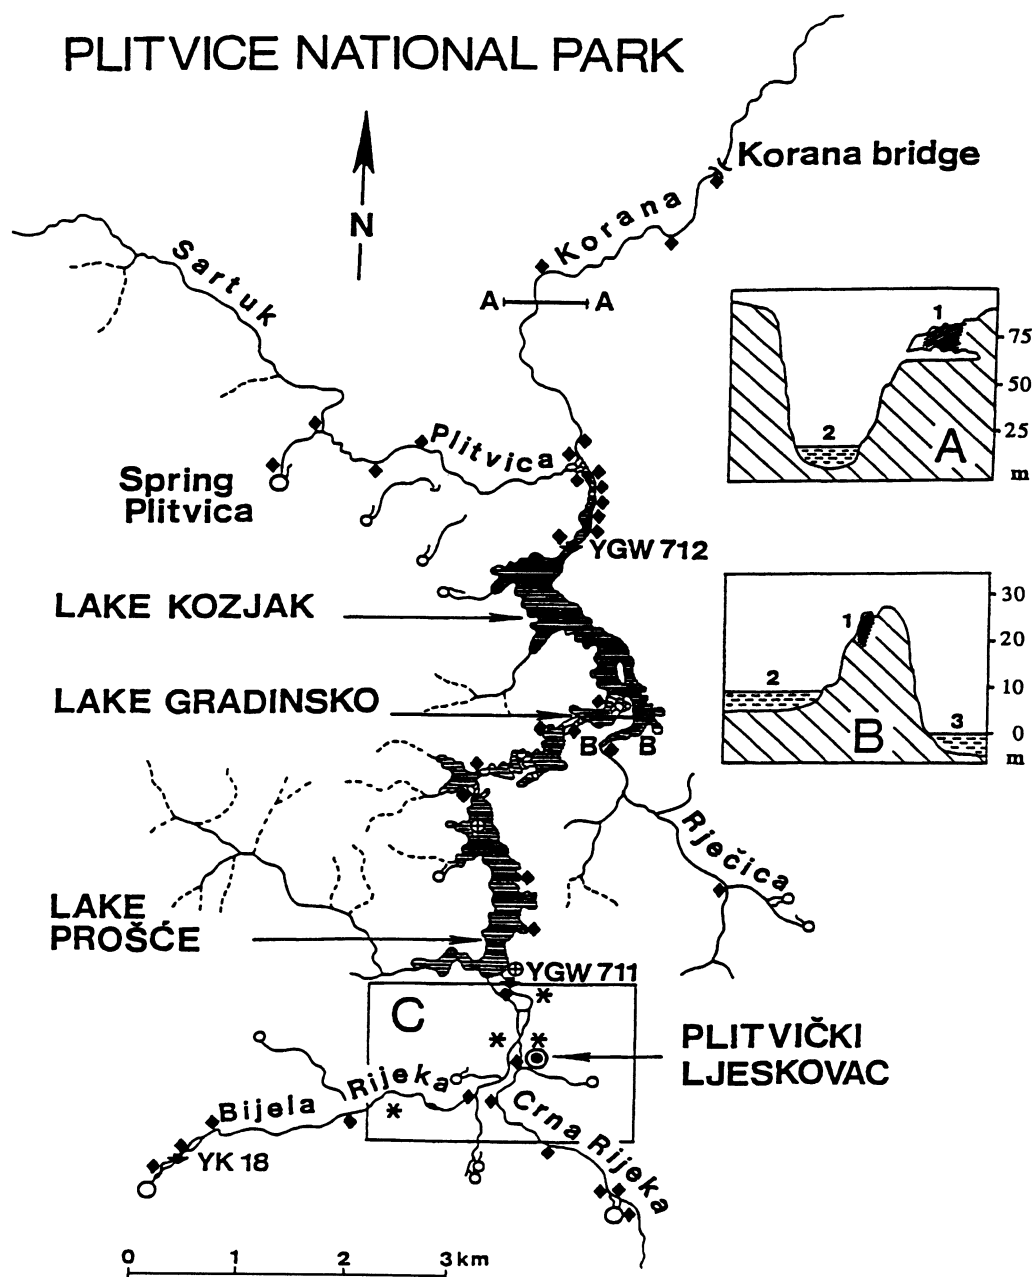 PLITVICE NATIONAL PARK
Korana bridge
N
Korana
Sartuk
A A
1
75
50
25
m
2
A
Plitvica
Spring
Plitvica
YGW 712
LAKE KOZJAK
30
20
10
0
m
1
2
3
B
LAKE GRADINSKO
B B
Rječica
LAKE
PROŠĆE
YGW 711
C
PLITVIČKI
LJESKOVAC
Bijela Rijeka
Crna Rijeka
YK 18
0 1 2 3 km